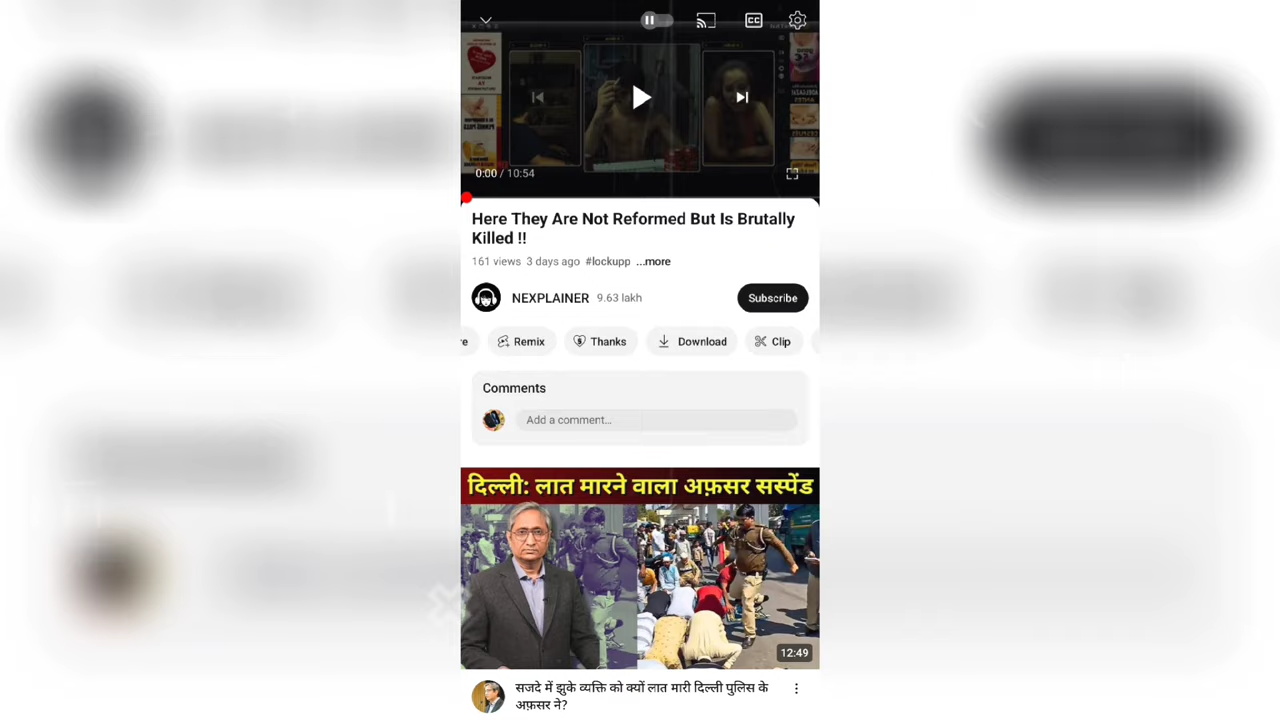 0:00 / 10:54
Here They Are Not Reformed But Is Brutally
Killed !!
161 views 3 days ago #lockupp ...more
NEXPLAINER 9.63 lakh
Subscribe
Remix
Thanks
Download
Clip
Comments
Add a comment...
दिल्ली: लात मारने वाला अफ़सर सस्पेंड
12:49
सजदे में झुके व्यक्ति को क्यों लात मारी दिल्ली पुलिस के
अफ़सर ने?